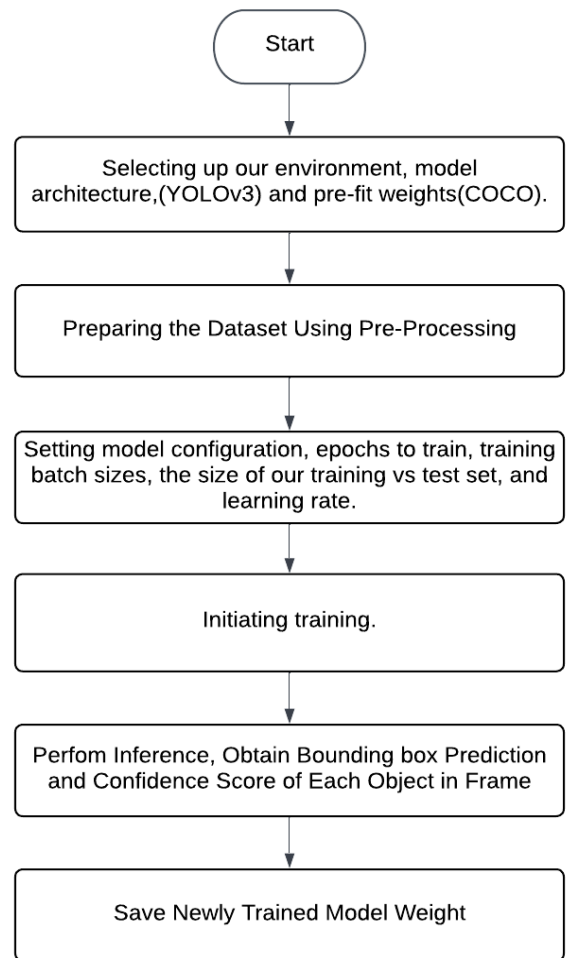 Start
Selecting up our environment, model
architecture,(YOLOv3) and pre-fit weights(COCO).
Preparing the Dataset Using Pre-Processing
Setting model configuration, epochs to train, training
batch sizes, the size of our training vs test set, and
learning rate.
Initiating training.
Perfom Inference, Obtain Bounding box Prediction
and Confidence Score of Each Object in Frame
Save Newly Trained Model Weight